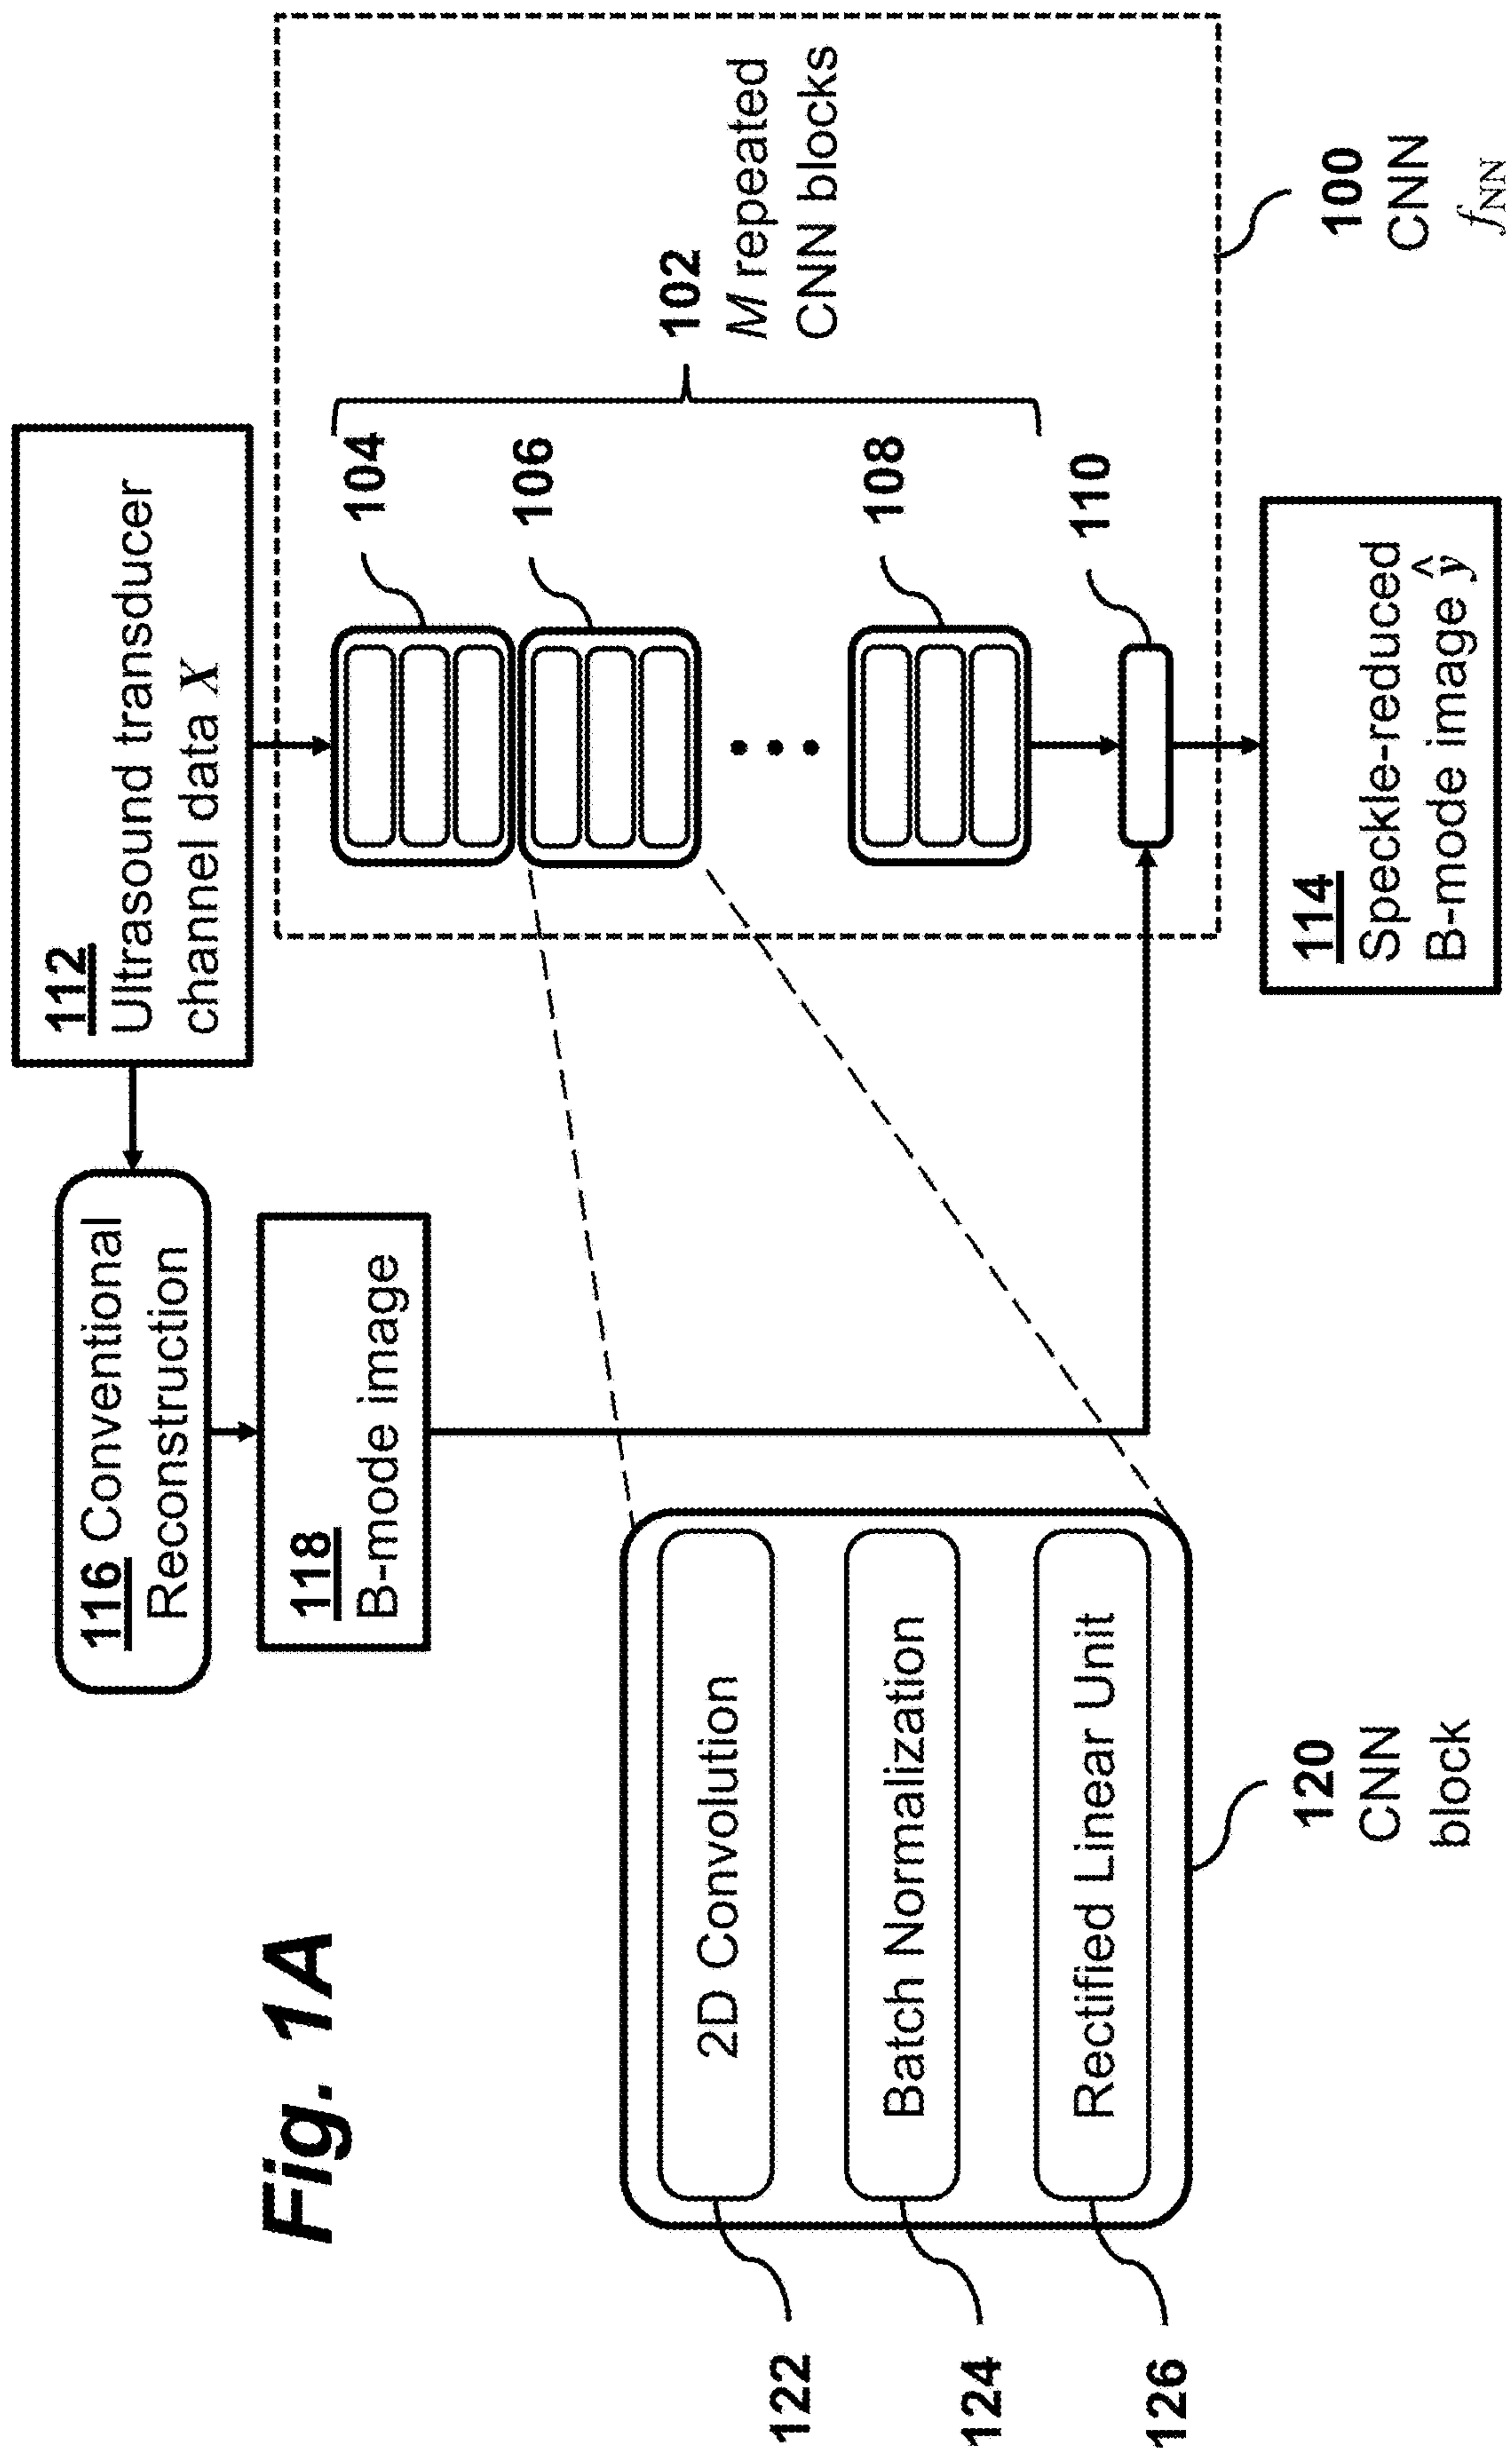 Fig. 1A
116 Conventional
Reconstruction
118
B-mode image
112
Ultrasound transducer
channel data X
104
106
108
110
102
M repeated
CNN blocks
100
CNN
fNN
114
Speckle-reduced
B-mode image ŷ
122
2D Convolution
124
Batch Normalization
126
Rectified Linear Unit
120
CNN
block